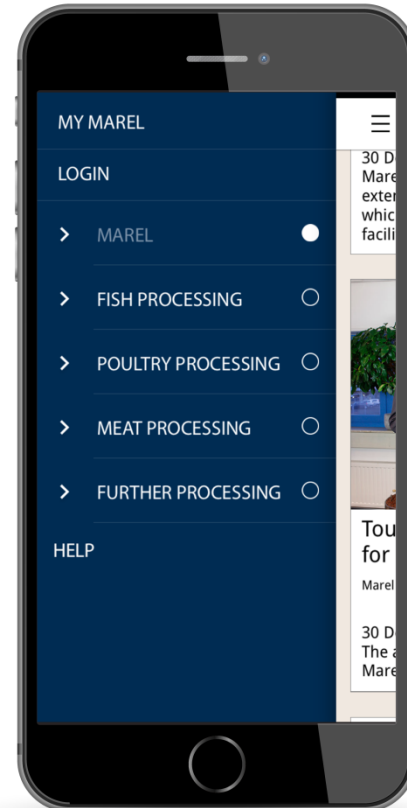 MY MAREL
LOGIN
MAREL
FISH PROCESSING
POULTRY PROCESSING
MEAT PROCESSING
FURTHER PROCESSING
HELP
30 D
Mare
exter
whic
facili
Tou
for
Marel
30 D
The a
Mare